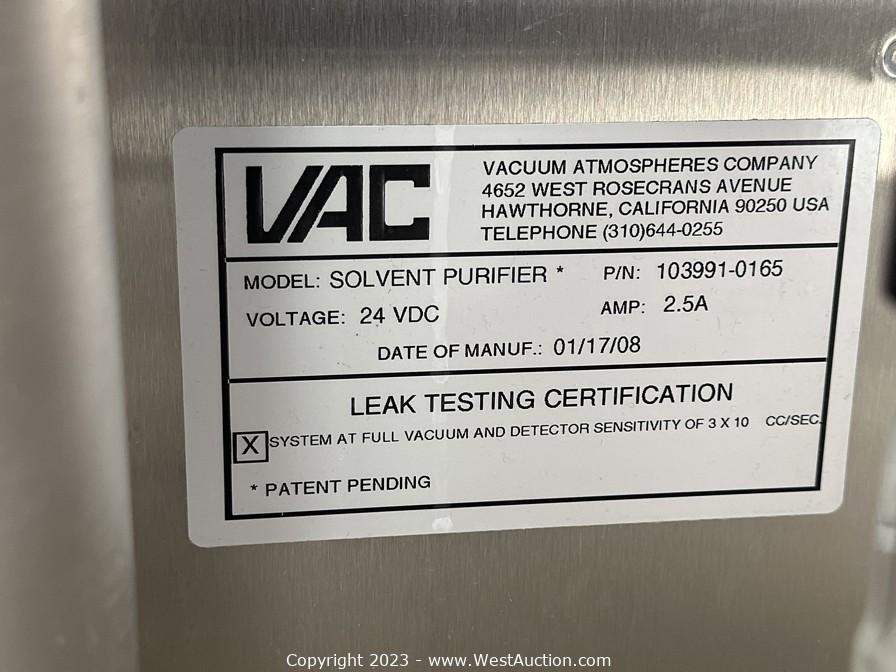 VAC
VACUUM ATMOSPHERES COMPANY
4652 WEST ROSECRANS AVENUE
HAWTHORNE, CALIFORNIA 90250 USA
TELEPHONE (310)644-0255
MODEL: SOLVENT PURIFIER * P/N: 103991-0165
VOLTAGE: 24 VDC AMP: 2.5A
DATE OF MANUF.: 01/17/08
LEAK TESTING CERTIFICATION
X SYSTEM AT FULL VACUUM AND DETECTOR SENSITIVITY OF 3 X 10 CC/SEC.
* PATENT PENDING
Copyright 2023 - www.WestAuction.com